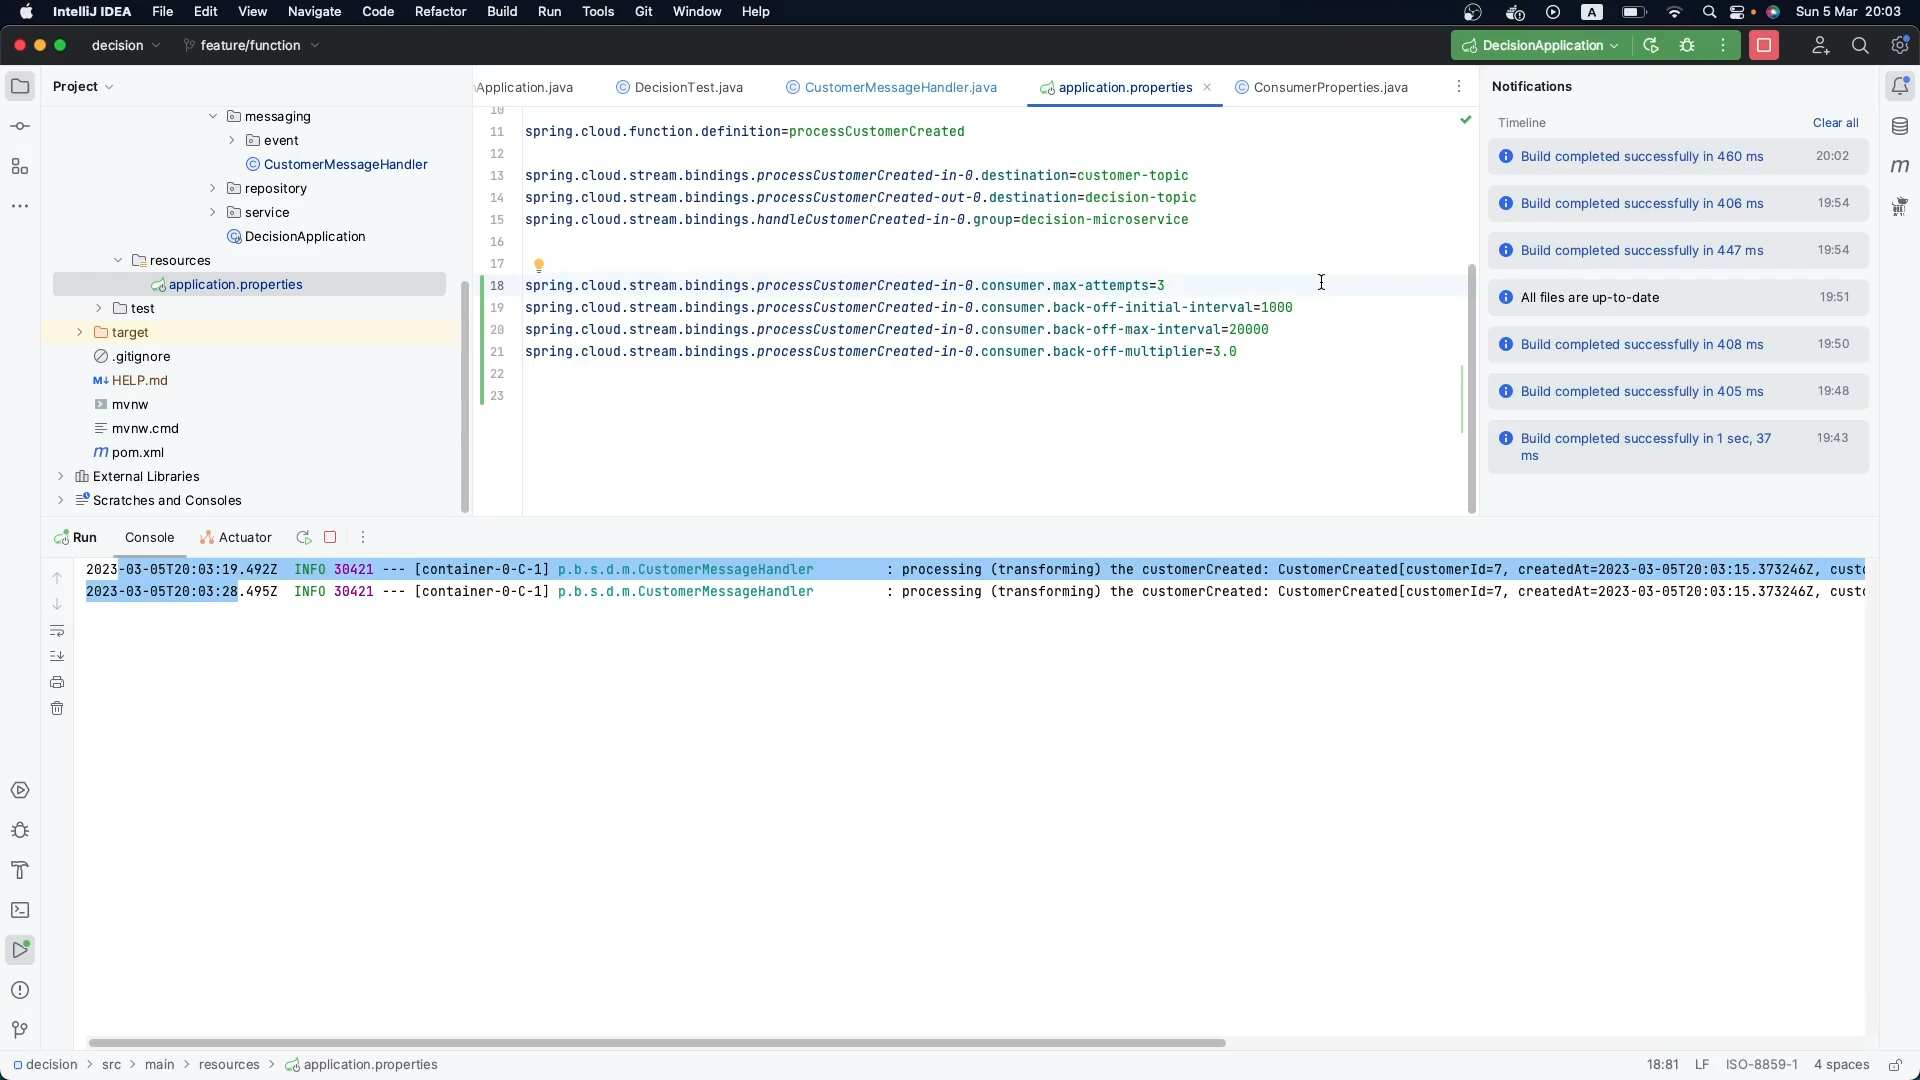 IntelliJ IDEA File Edit View Navigate Code Refactor Build Run Tools Git Window Help A Sun 5 Mar 20:03
decision feature/function DecisionApplication
Project
messaging
event
CustomerMessageHandler
repository
service
DecisionApplication
resources
application.properties
test
target
.gitignore
M↓ HELP.md
mvnw
mvnw.cmd
m pom.xml
External Libraries
Scratches and Consoles
Application.java DecisionTest.java CustomerMessageHandler.java application.properties ConsumerProperties.java
10
11 spring.cloud.function.definition=processCustomerCreated
12
13 spring.cloud.stream.bindings.processCustomerCreated-in-0.destination=customer-topic
14 spring.cloud.stream.bindings.processCustomerCreated-out-0.destination=decision-topic
15 spring.cloud.stream.bindings.handleCustomerCreated-in-0.group=decision-microservice
16
17
18 spring.cloud.stream.bindings.processCustomerCreated-in-0.consumer.max-attempts=3
19 spring.cloud.stream.bindings.processCustomerCreated-in-0.consumer.back-off-initial-interval=1000
20 spring.cloud.stream.bindings.processCustomerCreated-in-0.consumer.back-off-max-interval=20000
21 spring.cloud.stream.bindings.processCustomerCreated-in-0.consumer.back-off-multiplier=3.0
22
23
Notifications
Timeline Clear all
Build completed successfully in 460 ms 20:02
Build completed successfully in 406 ms 19:54
Build completed successfully in 447 ms 19:54
All files are up-to-date 19:51
Build completed successfully in 408 ms 19:50
Build completed successfully in 405 ms 19:48
Build completed successfully in 1 sec, 37 19:43
ms
m
Run Console Actuator
2023-03-05T20:03:19.492Z INFO 30421 --- [container-0-C-1] p.b.s.d.m.CustomerMessageHandler : processing (transforming) the customerCreated: CustomerCreated[customerId=7, createdAt=2023-03-05T20:03:15.373246Z, custo
2023-03-05T20:03:28.495Z INFO 30421 --- [container-0-C-1] p.b.s.d.m.CustomerMessageHandler : processing (transforming) the customerCreated: CustomerCreated[customerId=7, createdAt=2023-03-05T20:03:15.373246Z, custo
decision > src > main > resources > application.properties 18:81 LF ISO-8859-1 4 spaces